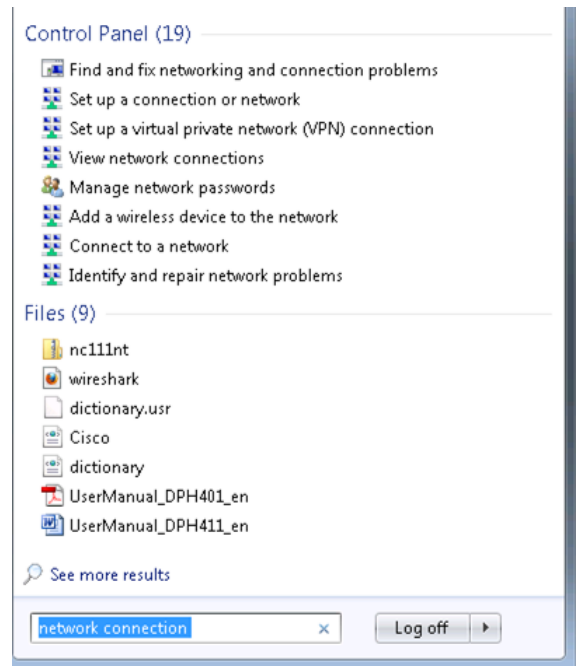 Control Panel (19)
Find and fix networking and connection problems
Set up a connection or network
Set up a virtual private network (VPN) connection
View network connections
Manage network passwords
Add a wireless device to the network
Connect to a network
Identify and repair network problems
Files (9)
nc111nt
wireshark
dictionary.usr
Cisco
dictionary
UserManual_DPH401_en
UserManual_DPH411_en
See more results
network connection
Log off